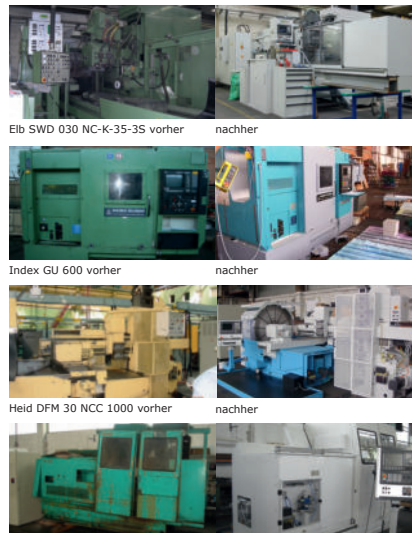 Elb SWD 030 NC-K-35-3S vorher nachher
Index GU 600 vorher nachher
Heid DFM 30 NCC 1000 vorher nachher